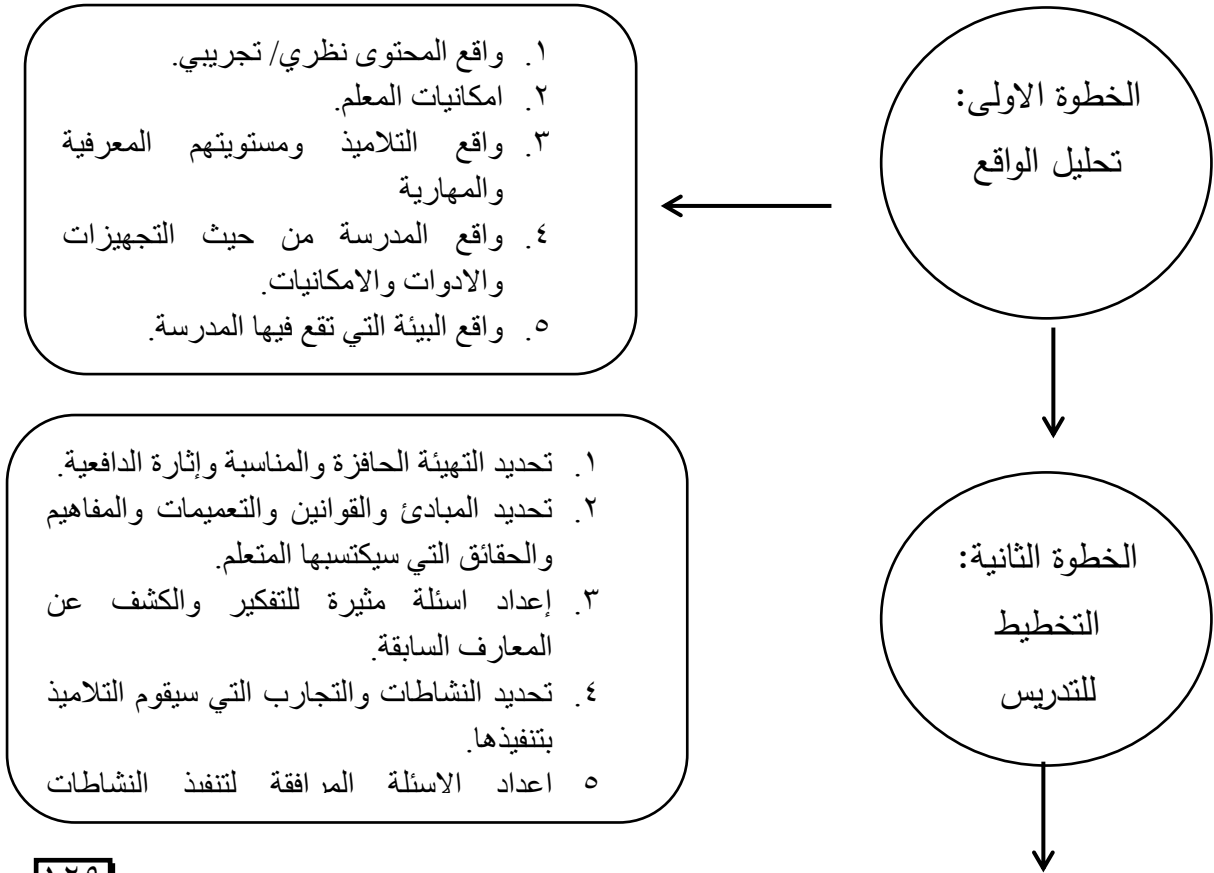 الخطوة الاولى:
تحليل الواقع
١. واقع المحتوى نظري/ تجريبي.
٢. امكانيات المعلم.
٣. واقع التلاميذ ومستويتهم المعرفية
والمهارية
٤. واقع المدرسة من حيث التجهيزات
والادوات والامكانيات.
٥. واقع البيئة التي تقع فيها المدرسة.
الخطوة الثانية:
التخطيط
للتدريس
١. تحديد التهيئة الحافزة والمناسبة وإثارة الدافعية.
٢. تحديد المبادئ والقوانين والتعميمات والمفاهيم
والحقائق التي سيكتسبها المتعلم.
٣. إعداد اسئلة مثيرة للتفكير والكشف عن
المعارف السابقة.
٤. تحديد النشاطات والتجارب التي سيقوم التلاميذ
بتنفيذها.
٥ اعداد الاسئلة المرافقة لتنفيذ النشاطات